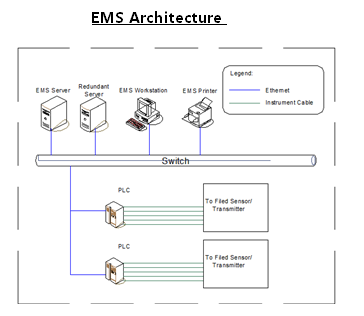 EMS Architecture
Legend:
Ethernet
Instrument Cable
EMS Server
Redundant
Server
EMS Workstation
EMS Printer
Switch
PLC
To Filed Sensor/
Transmitter
PLC
To Filed Sensor/
Transmitter